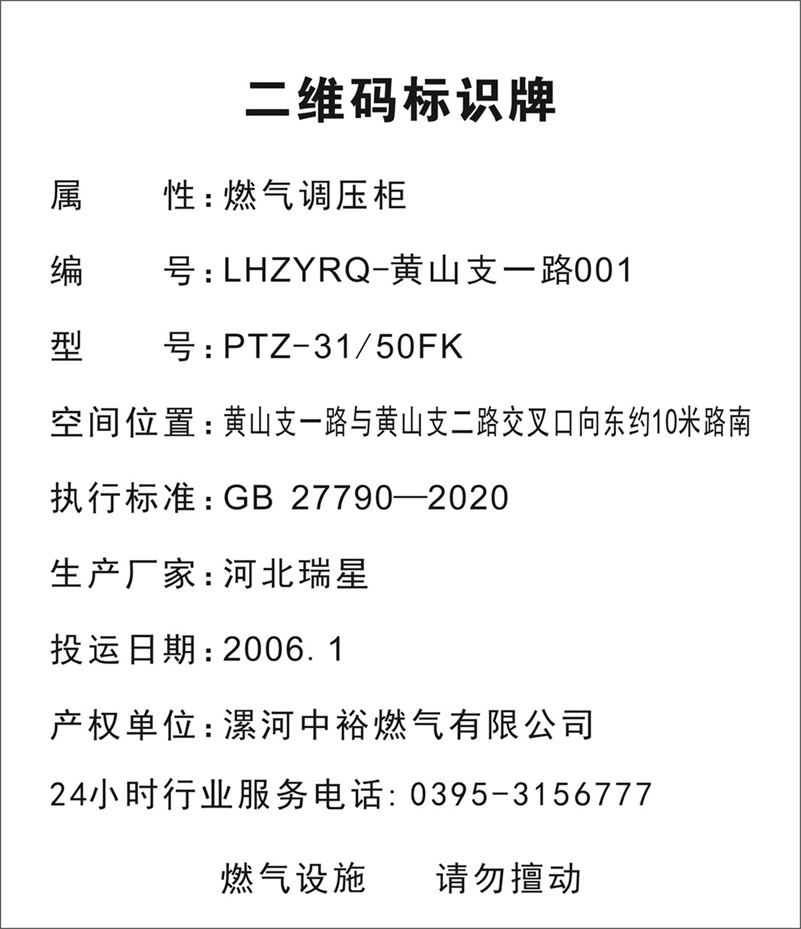 二维码标识牌
属 性:燃气调压柜
编 号:LHZYRQ-黄山支一路001
型 号:PTZ-31/50FK
空间位置:黄山支一路与黄山支二路交叉口向东约10米路南
执行标准:GB 27790—2020
生产厂家:河北瑞星
投运日期:2006.1
产权单位:漯河中裕燃气有限公司
24小时行业服务电话: 0395-3156777
燃气设施 请勿擅动